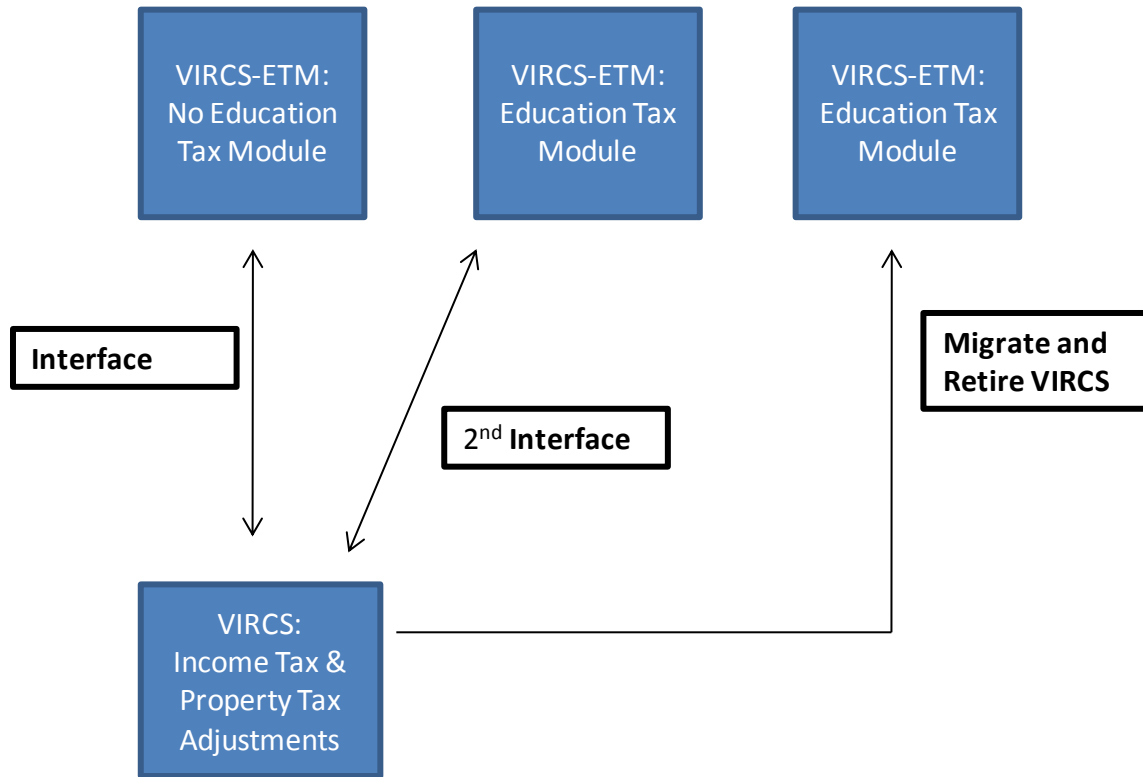 VIRCS-ETM:
No Education
Tax Module
VIRCS-ETM:
Education Tax
Module
VIRCS-ETM:
Education Tax
Module
Interface
2nd Interface
Migrate and
Retire VIRCS
VIRCS:
Income Tax &
Property Tax
Adjustments